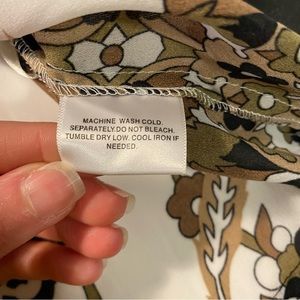 MACHINE WASH COLD.
SEPARATELY.DO NOT BLEACH.
TUMBLE DRY LOW. COOL IRON IF
NEEDED.